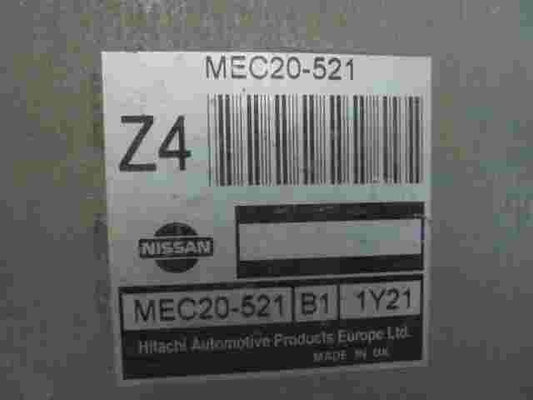 MEC20-521
Z4
NISSAN
MEC20-521 B1 1Y21
Hitachi Automotive Products Europe Ltd.
MADE IN UK